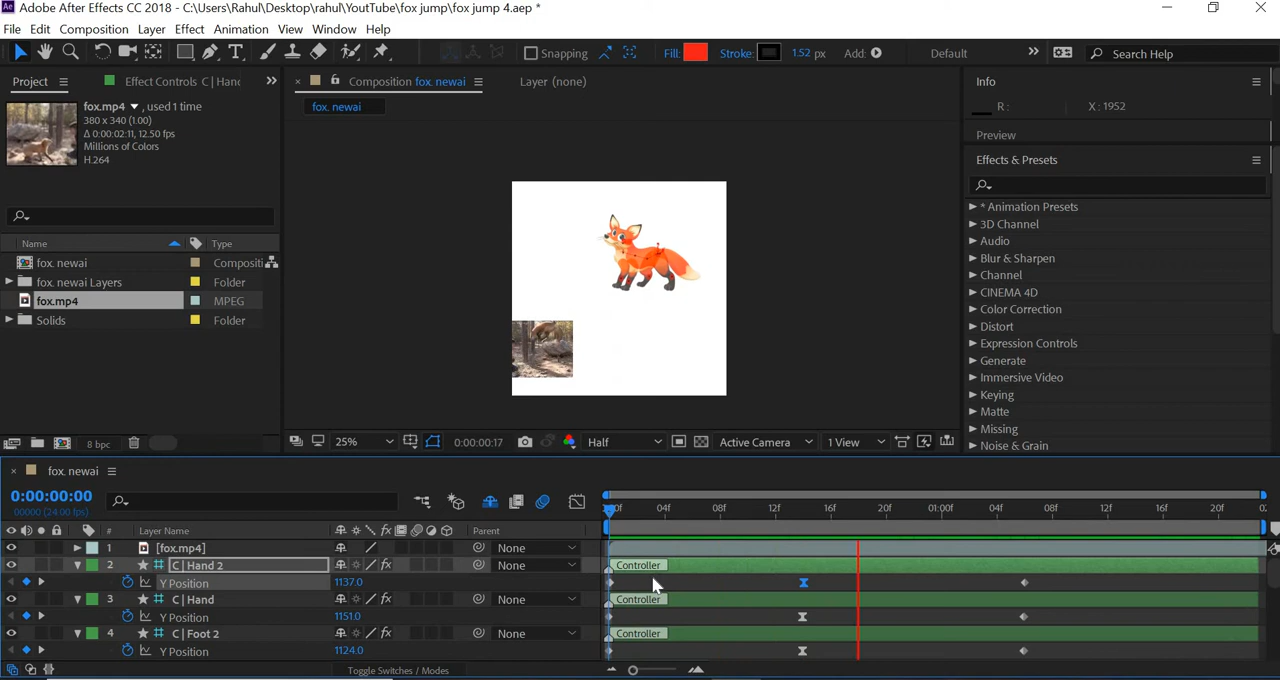 Adobe After Effects CC 2018 - C:\Users\Rahul\Desktop\rahul\YouTube\fox jump\fox jump 4.aep *
File Edit Composition Layer Effect Animation View Window Help
Snapping Fill: Stroke: 1.52 px Add: Default Search Help
Project Effect Controls C | Hand Composition fox. newai Layer (none) Info
fox.mp4 , used 1 time
380 x 340 (1.00)
Δ 0:00:02:11, 12.50 fps
Millions of Colors
H.264
fox. newai
R : X : 1952
Preview
Effects & Presets
Name Type
fox. newai Compositi
fox. newai Layers Folder
fox.mp4 MPEG
Solids Folder
* Animation Presets
3D Channel
Audio
Blur & Sharpen
Channel
CINEMA 4D
Color Correction
Distort
Expression Controls
Generate
Immersive Video
Keying
Matte
Missing
Noise & Grain
8 bpc 25% 0:00:00:17 Half Active Camera 1 View
fox. newai
0:00:00:00
00000 (24.00 fps)
04f 08f 12f 16f 20f 01:00f 04f 08f 12f 16f 20f
# Layer Name fx Parent
1 [fox.mp4] None
2 C | Hand 2 fx None Controller
Y Position 1137.0
3 C | Hand fx None Controller
Y Position 1151.0
4 C | Foot 2 fx None Controller
Y Position 1124.0
Toggle Switches / Modes